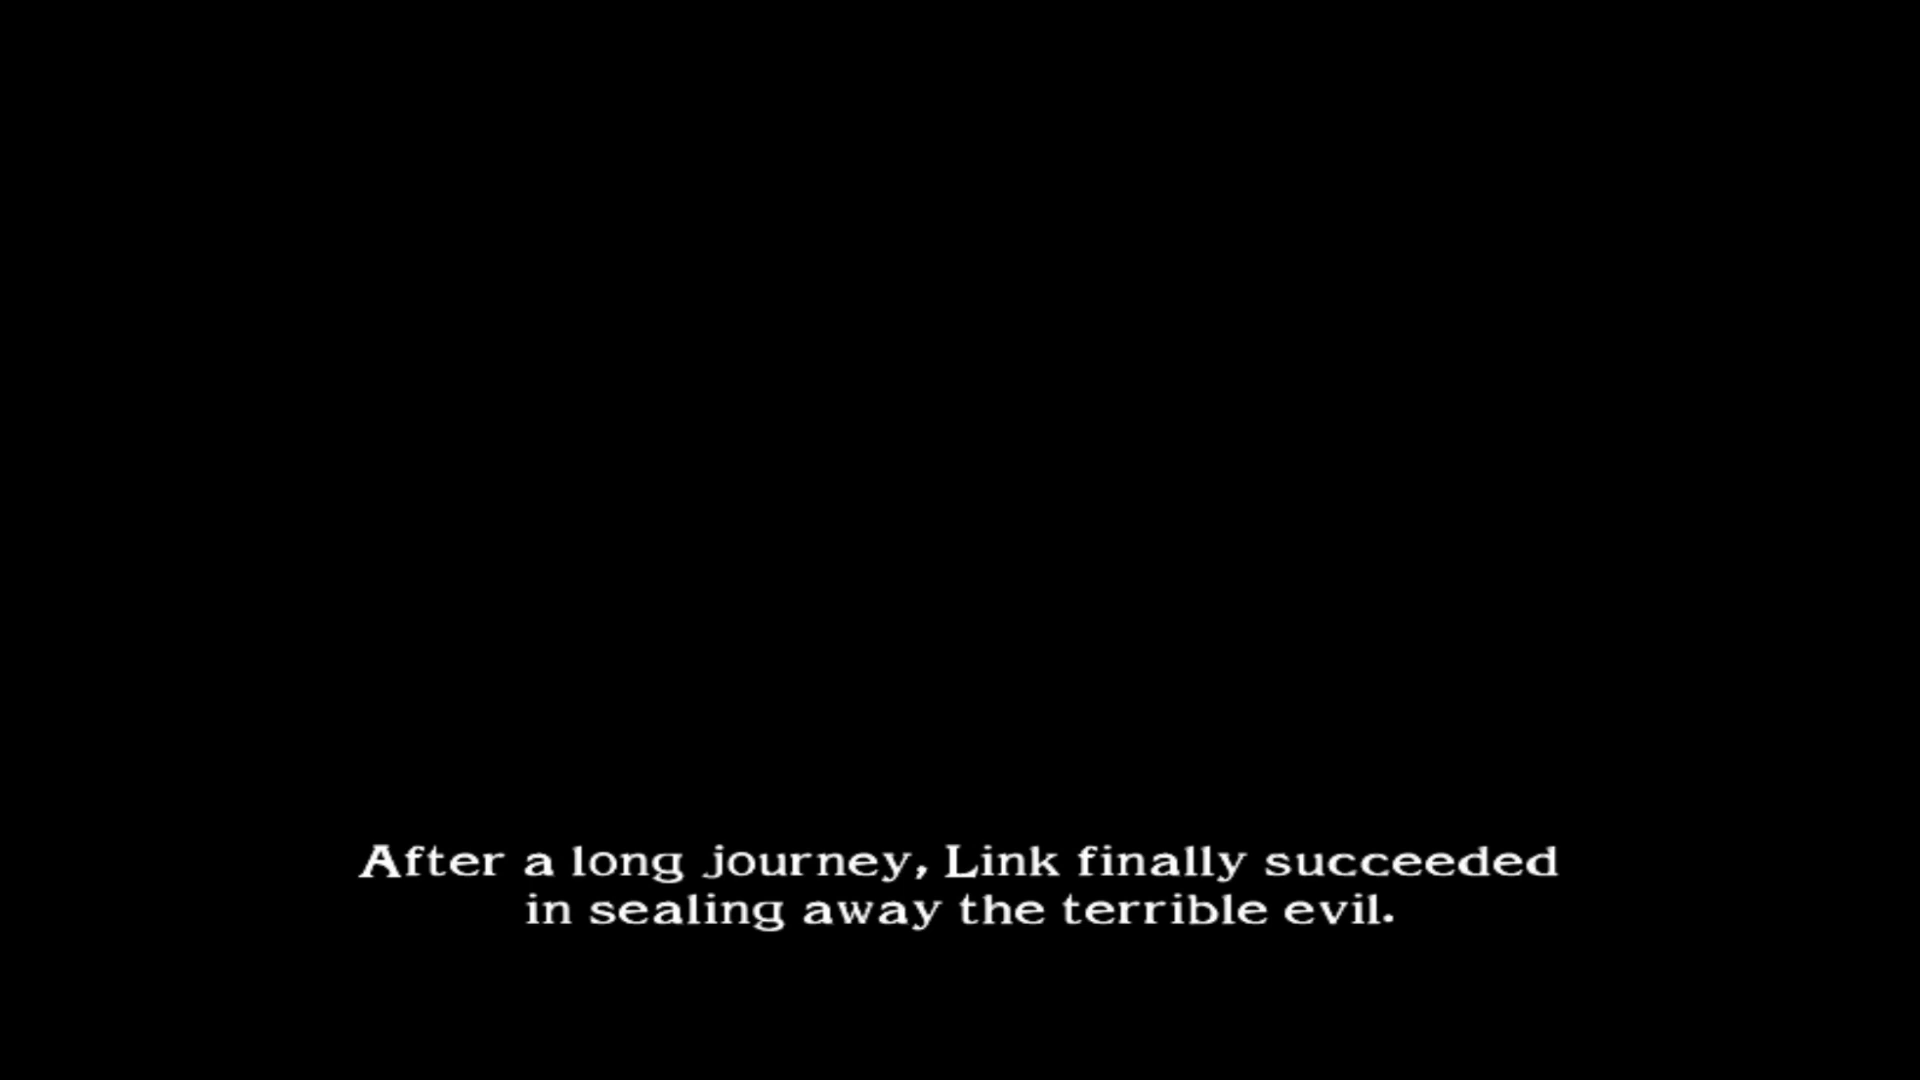 After a long journey, Link finally succeeded
in sealing away the terrible evil.